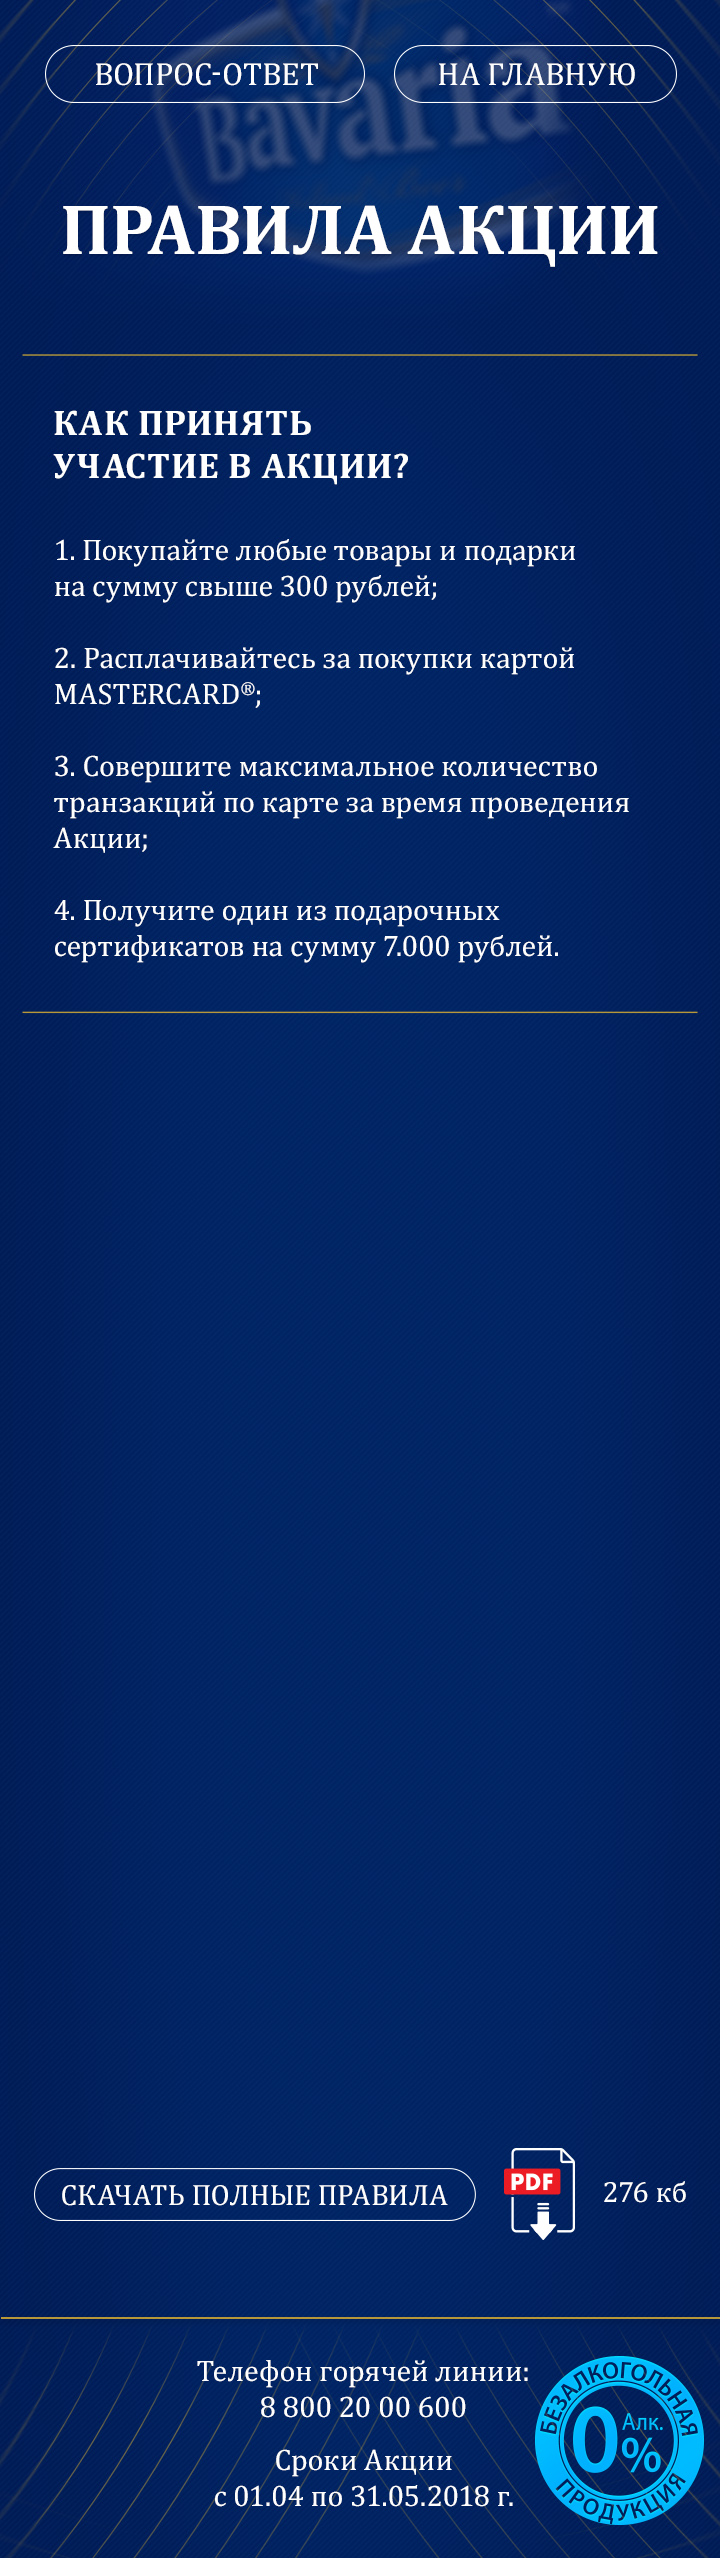 ВОПРОС-ОТВЕТ
НА ГЛАВНУЮ
Bavaria
ПРАВИЛА АКЦИИ
КАК ПРИНЯТЬ
УЧАСТИЕ В АКЦИИ?
1. Покупайте любые товары и подарки
на сумму свыше 300 рублей;
2. Расплачивайтесь за покупки картой
MASTERCARD®;
3. Совершите максимальное количество
транзакций по карте за время проведения
Акции;
4. Получите один из подарочных
сертификатов на сумму 7.000 рублей.
СКАЧАТЬ ПОЛНЫЕ ПРАВИЛА
PDF
276 кб
Телефон горячей линии:
8 800 20 00 600
Сроки Акции
с 01.04 по 31.05.2018 г.
БЕЗАЛКОГОЛЬНАЯ
0% Алк.
ПРОДУКЦИЯ